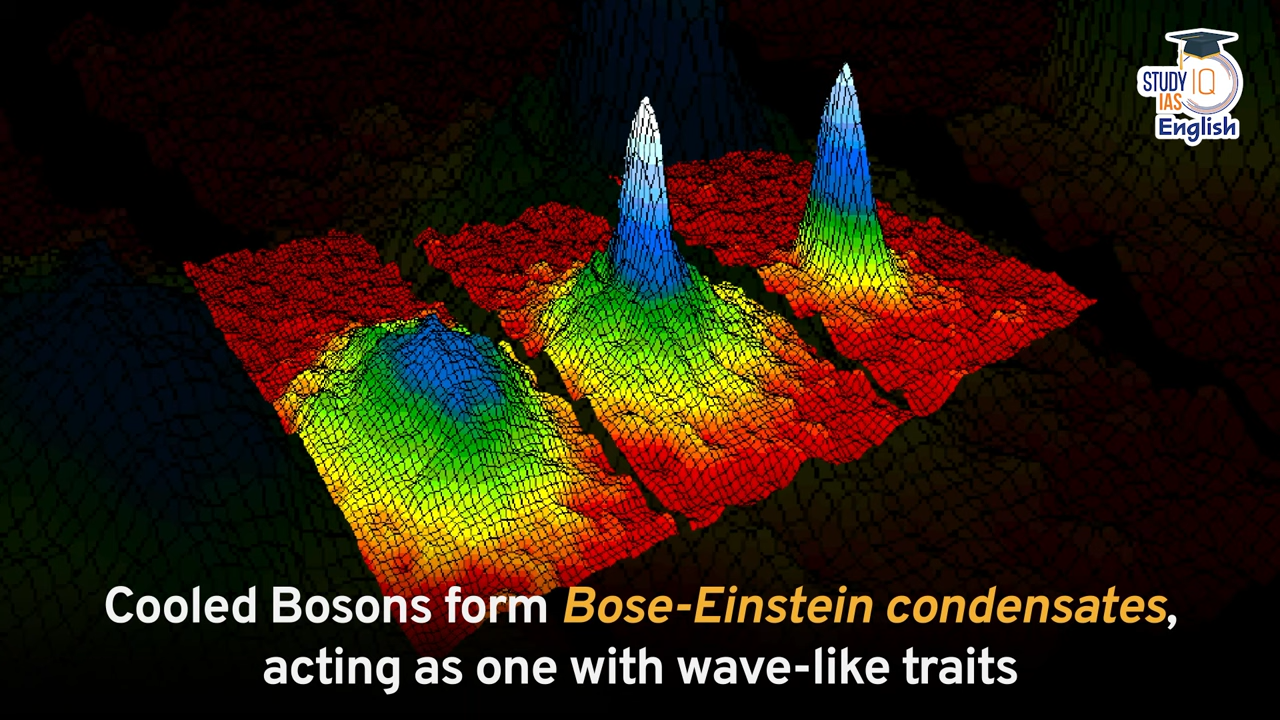 STUDY IQ
IAS
English
Cooled Bosons form Bose-Einstein condensates,
acting as one with wave-like traits